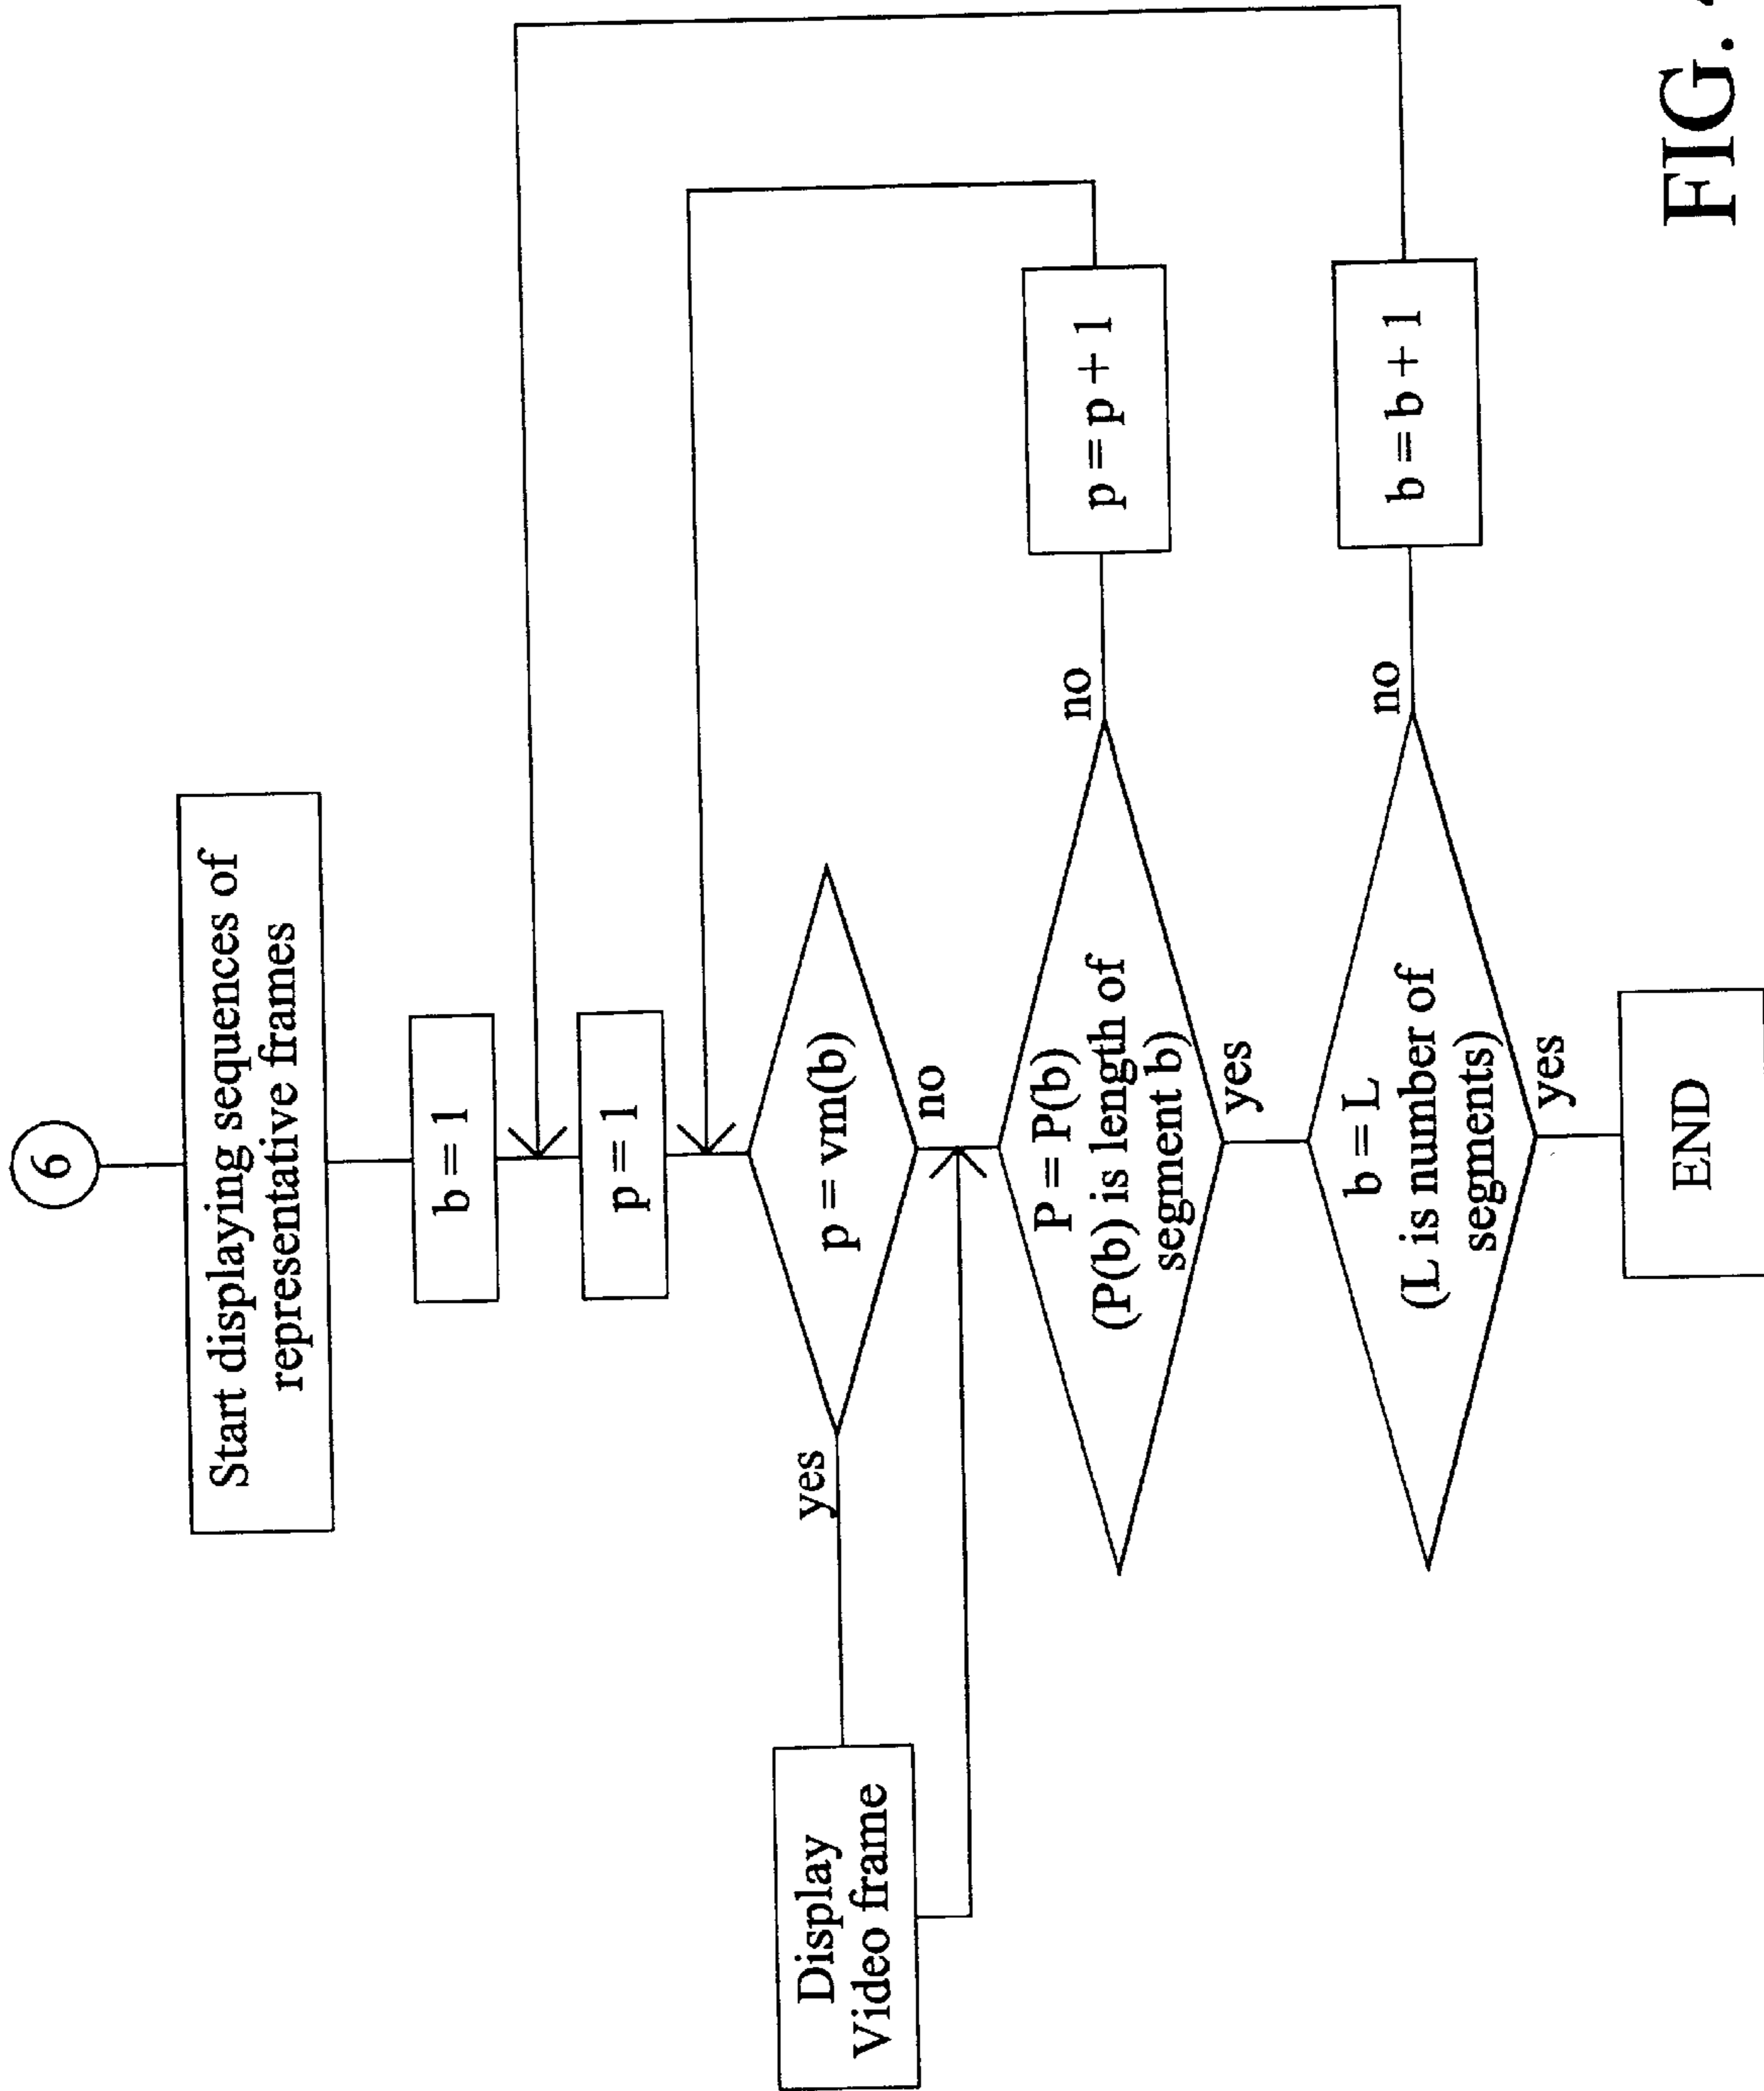 6
Start displaying sequences of
representative frames
b = 1
p = 1
p = vm(b)
yes
no
Display
Video frame
P = P(b)
(P(b) is length of
segment b)
no
p = p + 1
yes
b = L
(L is number of
segments)
no
b = b + 1
yes
END
FIG.